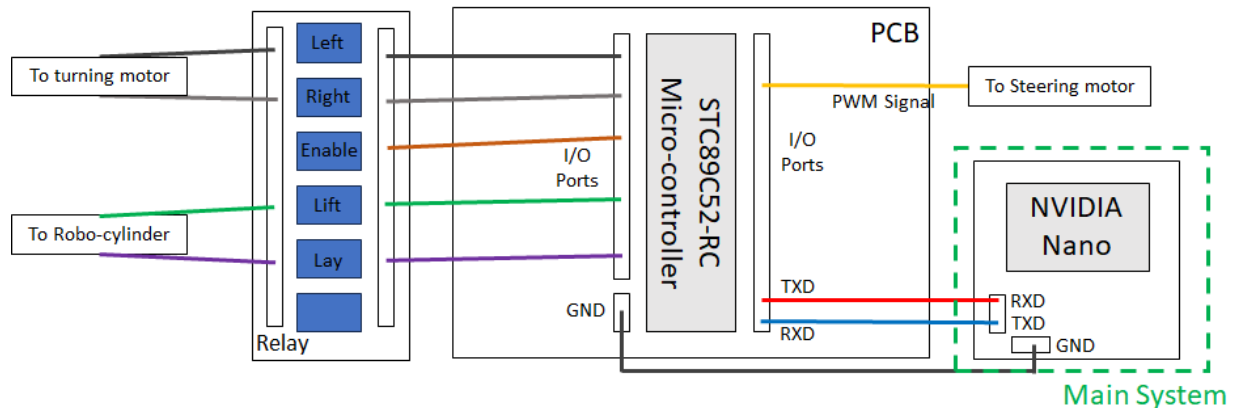 To turning motor
To Robo-cylinder
Left
Right
Enable
Lift
Lay
Relay
PCB
I/O
Ports
GND
STC89C52-RC
Micro-controller
I/O
Ports
PWM Signal
To Steering motor
TXD
RXD
NVIDIA
Nano
RXD
TXD
GND
Main System